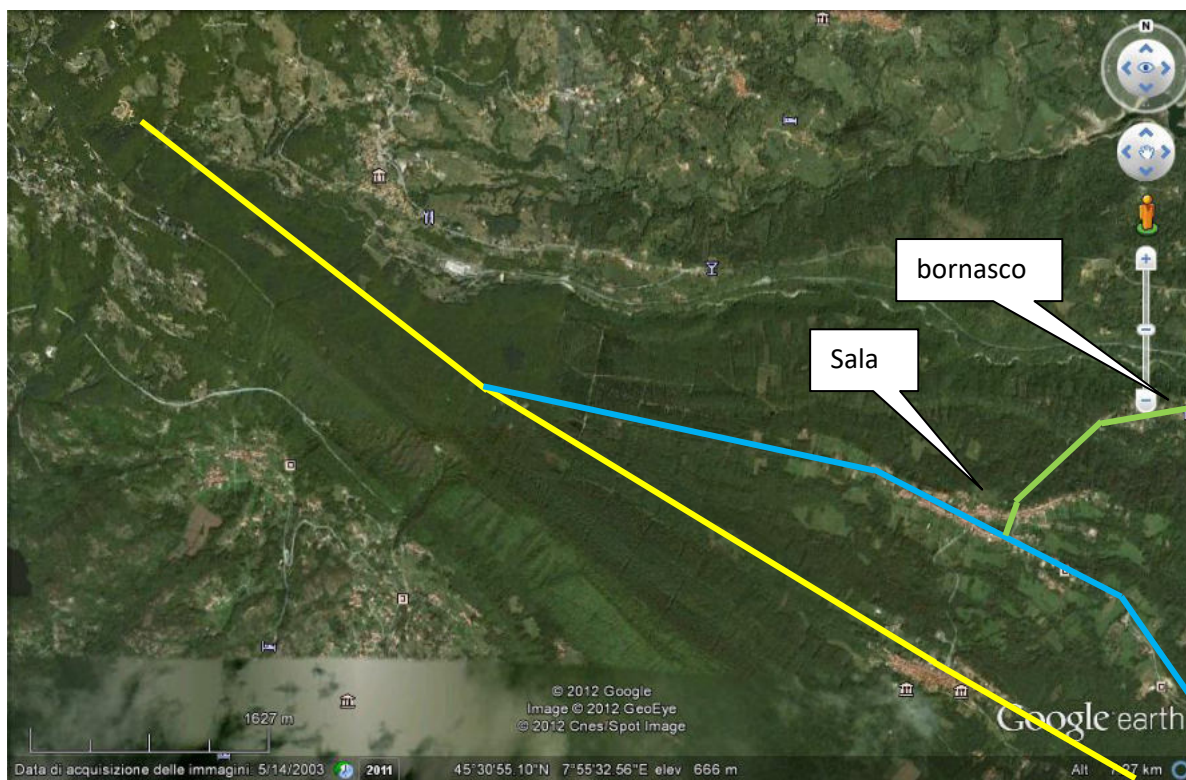 N
bornasco
Sala
© 2012 Google
Image © 2012 GeoEye
© 2012 Cnes/Spot Image
1627 m
Google earth
Data di acquisizione delle immagini: 5/14/2003
2011
45°30'55.10"N 7°55'32.56"E elev 666 m
Alt 27 km